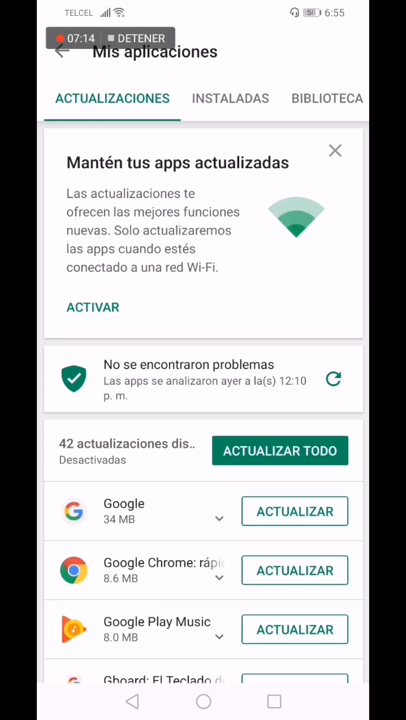 TELCEL 58 6:55
07:14 DETENER
Mis aplicaciones
ACTUALIZACIONES INSTALADAS BIBLIOTECA
Mantén tus apps actualizadas
Las actualizaciones te
ofrecen las mejores funciones
nuevas. Solo actualizaremos
las apps cuando estés
conectado a una red Wi-Fi.
ACTIVAR
No se encontraron problemas
Las apps se analizaron ayer a la(s) 12:10
p. m.
42 actualizaciones dis..
Desactivadas
ACTUALIZAR TODO
Google
34 MB
ACTUALIZAR
Google Chrome: rápic
8.6 MB
ACTUALIZAR
Google Play Music
8.0 MB
ACTUALIZAR
Gboard: El Teclado de